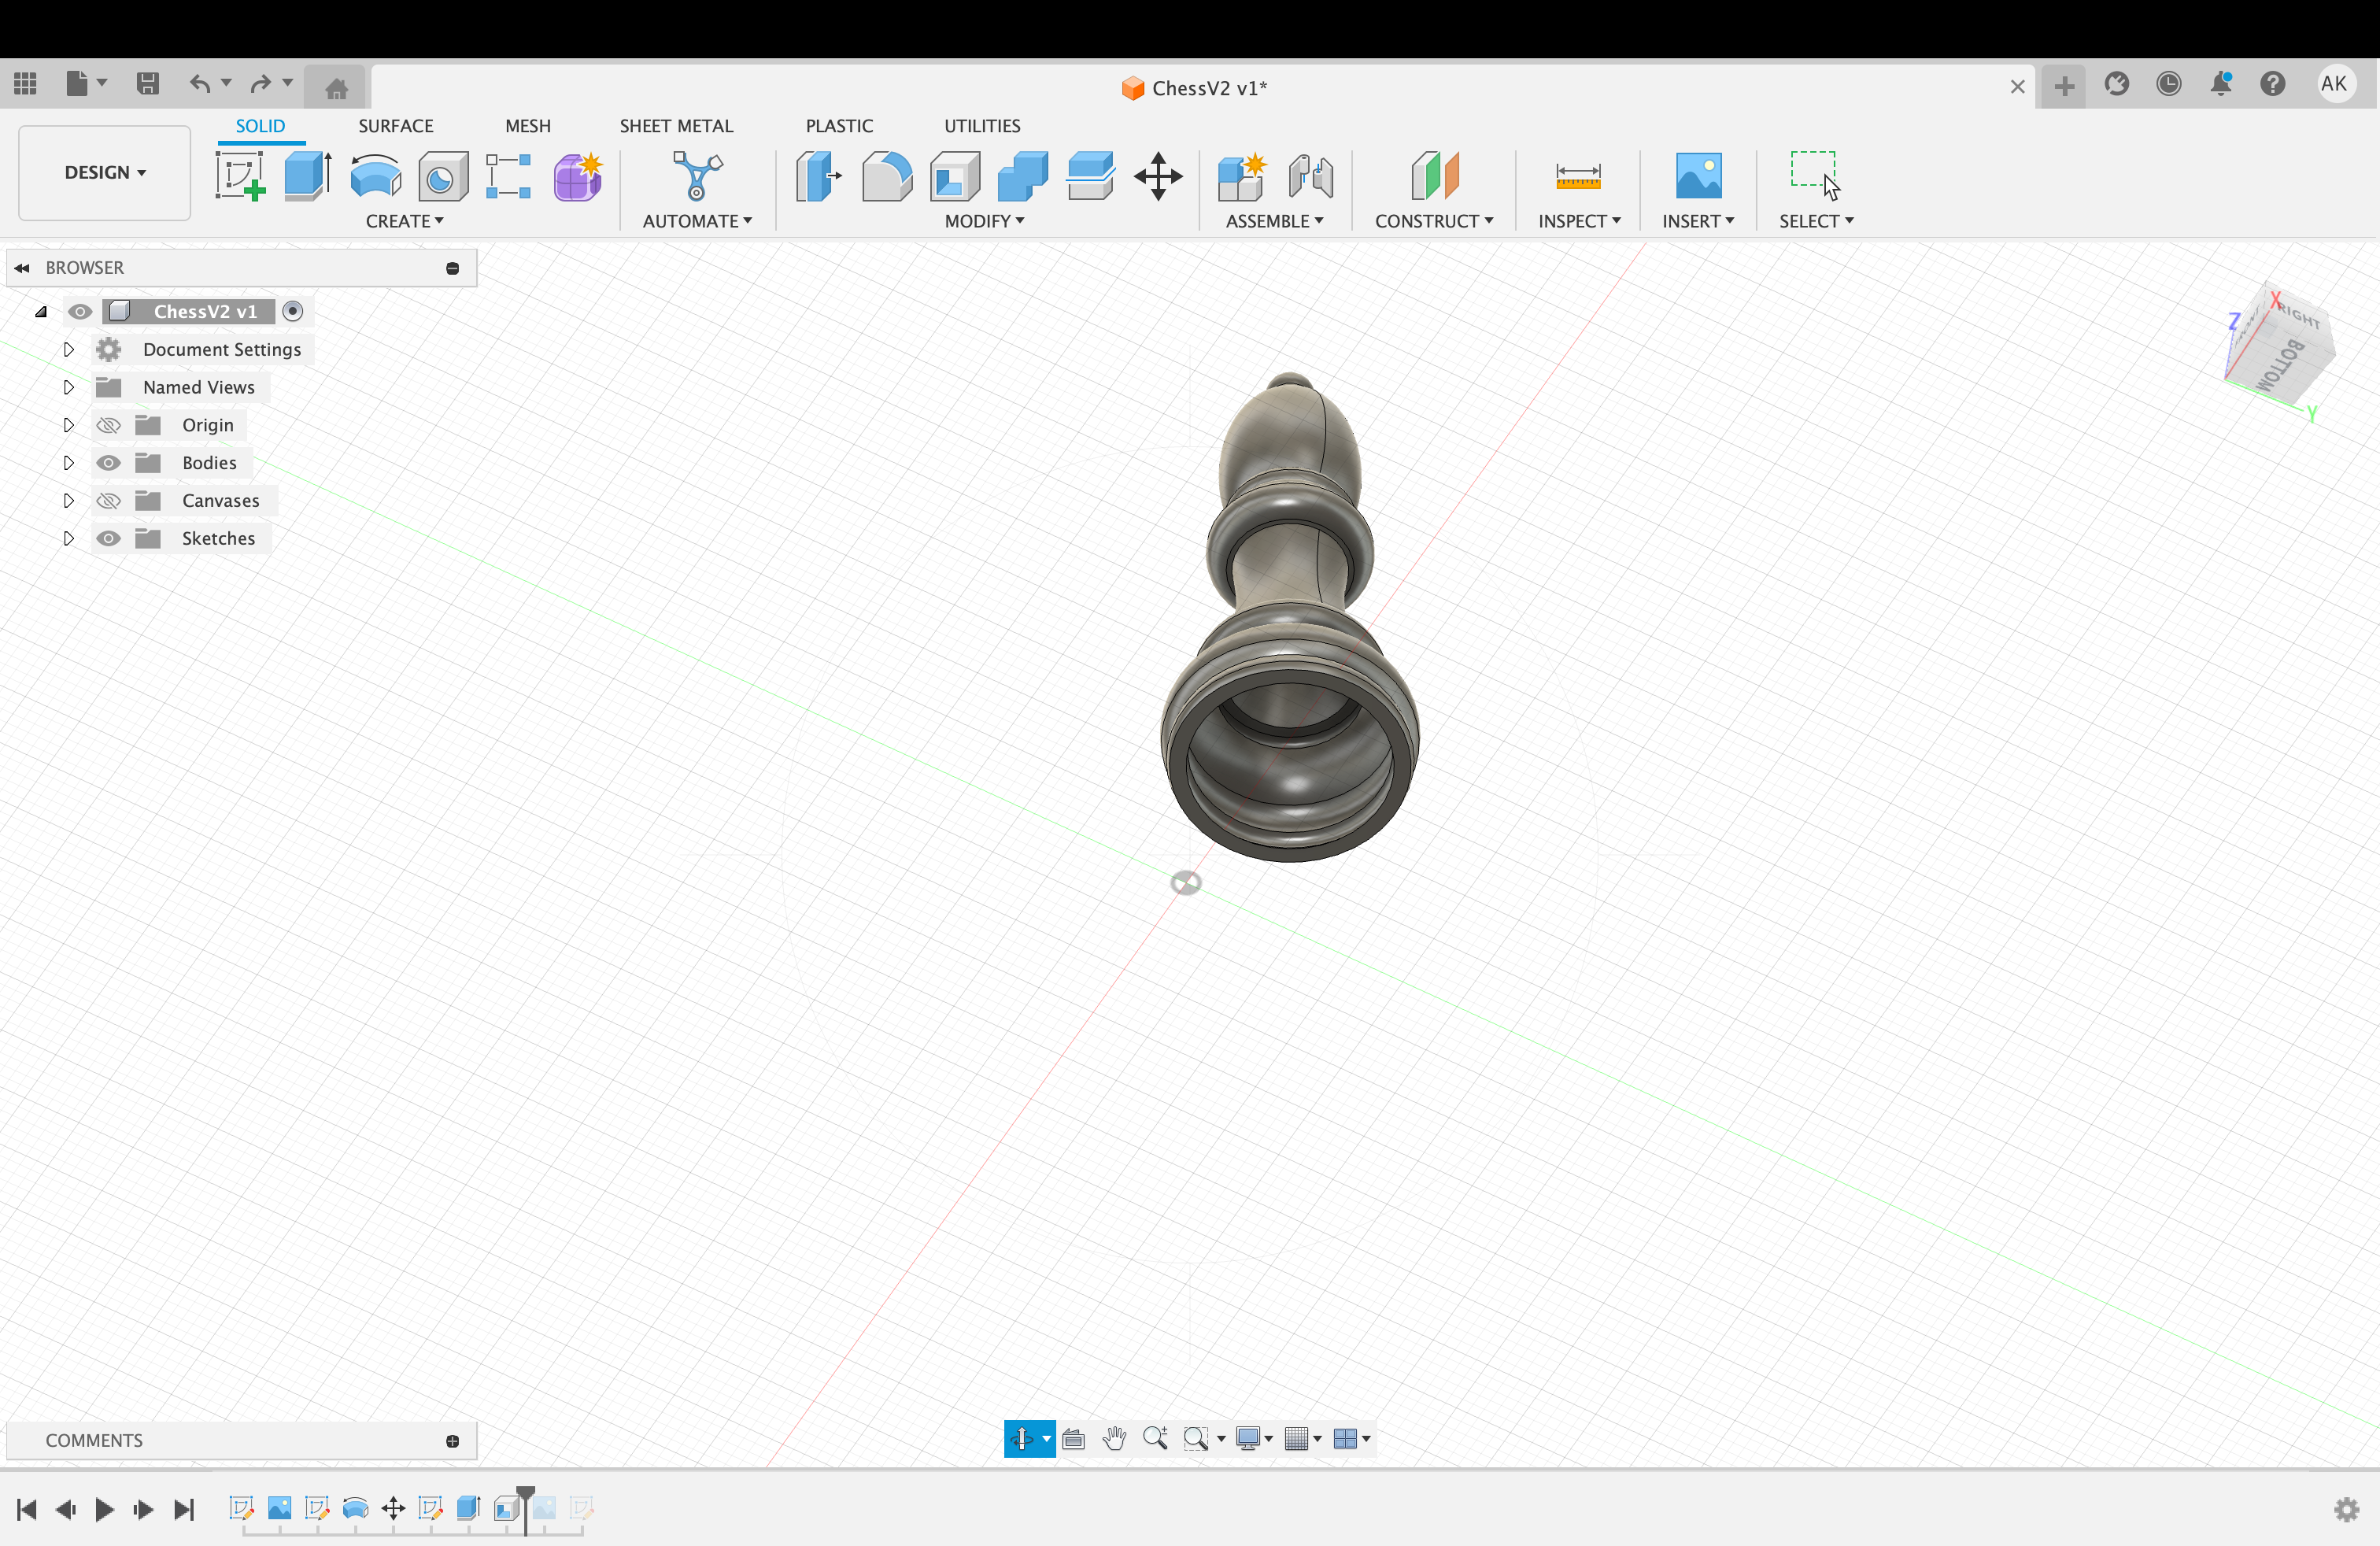 ChessV2 v1*
AK
DESIGN
SOLID
SURFACE
MESH
SHEET METAL
PLASTIC
UTILITIES
CREATE
AUTOMATE
MODIFY
ASSEMBLE
CONSTRUCT
INSPECT
INSERT
SELECT
BROWSER
ChessV2 v1
Document Settings
Named Views
Origin
Bodies
Canvases
Sketches
X
Z
RIGHT
BOTTOM
Y
COMMENTS